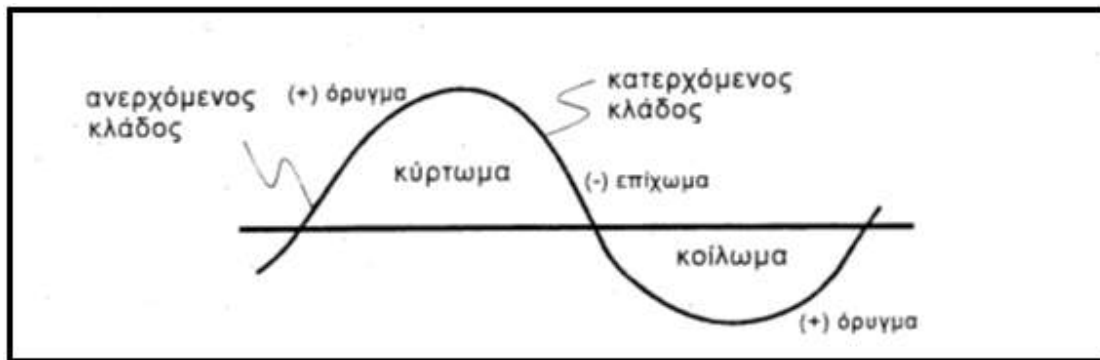 ανερχόμενος
κλάδος
(+) όρυγμα
κατερχόμενος
κλάδος
κύρτωμα
(-) επίχωμα
κοίλωμα
(+) όρυγμα